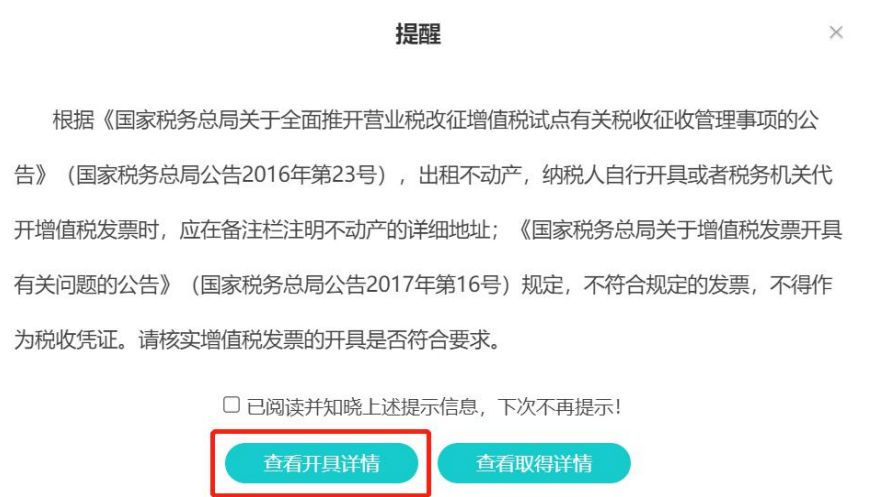 提醒
根据《国家税务总局关于全面推开营业税改征增值税试点有关税收征收管理事项的公
告》（国家税务总局公告2016年第23号），出租不动产，纳税人自行开具或者税务机关代
开增值税发票时，应在备注栏注明不动产的详细地址；《国家税务总局关于增值税发票开具
有关问题的公告》（国家税务总局公告2017年第16号）规定，不符合规定的发票，不得作
为税收凭证。请核实增值税发票的开具是否符合要求。
已阅读并知晓上述提示信息，下次不再提示！
查看开具详情 查看取得详情